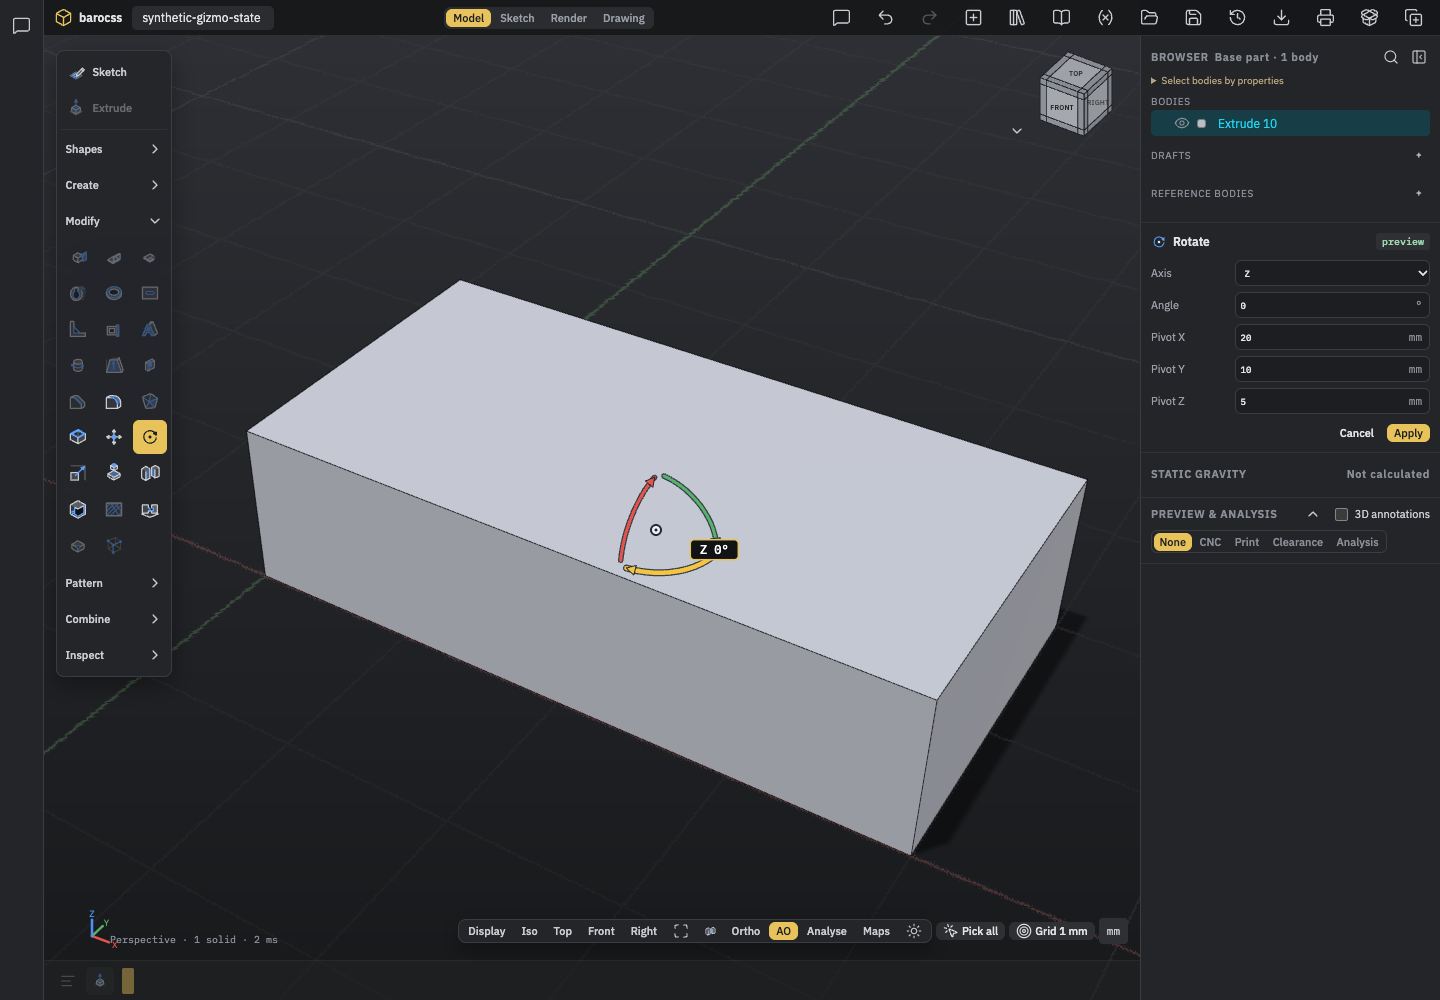 barocss
synthetic-gizmo-state
Model Sketch Render Drawing
Sketch
Extrude
Shapes
Create
Modify
Pattern
Combine
Inspect
TOP
FRONT
RIGHT
Z 0°
Z
Y
X
Perspective · 1 solid · 2 ms
Display Iso Top Front Right Ortho AO Analyse Maps
Pick all
Grid 1 mm
mm
BROWSER Base part · 1 body
Select bodies by properties
BODIES
Extrude 10
DRAFTS +
REFERENCE BODIES +
Rotate preview
Axis Z
Angle 0 °
Pivot X 20 mm
Pivot Y 10 mm
Pivot Z 5 mm
Cancel Apply
STATIC GRAVITY Not calculated
PREVIEW & ANALYSIS 3D annotations
None CNC Print Clearance Analysis